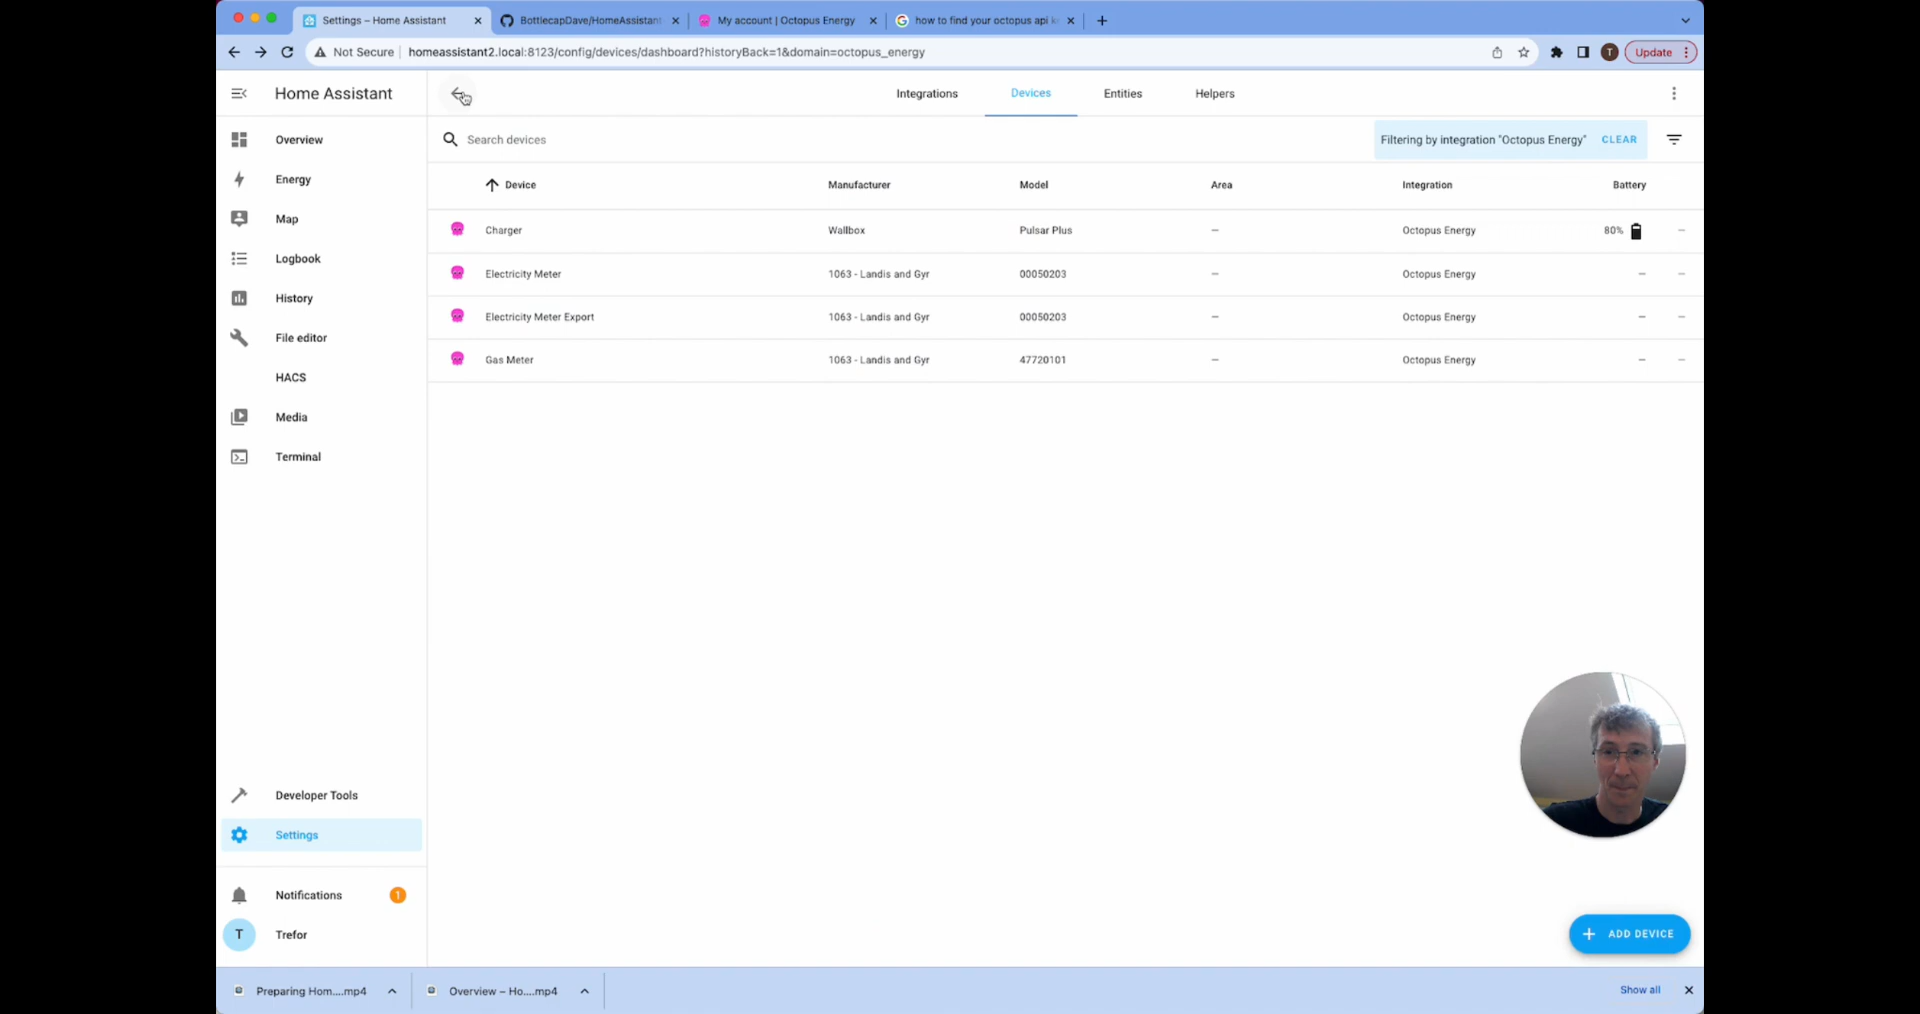 Settings – Home Assistant
BottlecapDave/HomeAssistant
My account | Octopus Energy
how to find your octopus api k
Not Secure
homeassistant2.local:8123/config/devices/dashboard?historyBack=1&domain=octopus_energy
T
Update
Home Assistant
Integrations
Devices
Entities
Helpers
Overview
Search devices
Filtering by integration "Octopus Energy"
CLEAR
Energy
Device
Manufacturer
Model
Area
Integration
Battery
Map
Charger
Wallbox
Pulsar Plus
–
Octopus Energy
80%
–
Logbook
Electricity Meter
1063 - Landis and Gyr
00050203
–
Octopus Energy
–
–
History
Electricity Meter Export
1063 - Landis and Gyr
00050203
–
Octopus Energy
–
–
File editor
Gas Meter
1063 - Landis and Gyr
47720101
–
Octopus Energy
–
–
HACS
Media
Terminal
Developer Tools
Settings
Notifications
1
T
Trefor
ADD DEVICE
Preparing Hom....mp4
Overview – Ho....mp4
Show all